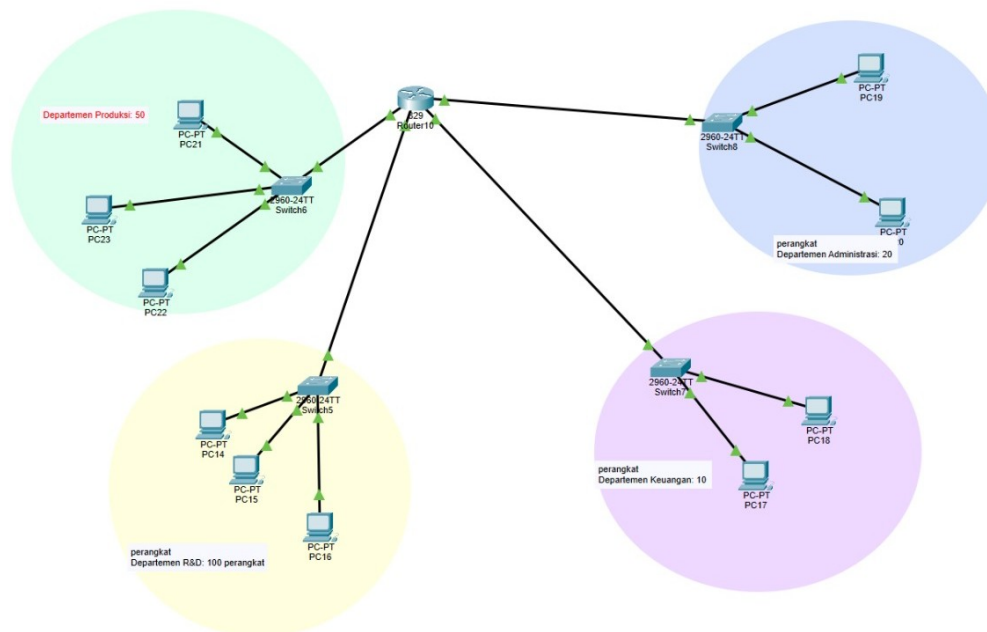 Departemen Produksi: 50
PC-PT
PC21
PC-PT
PC23
PC-PT
PC22
2960-24TT
Switch6
829
Router10
2960-24TT
Switch8
PC-PT
PC19
PC-PT
20
perangkat
Departemen Administrasi: 20
2960-24TT
Switch5
PC-PT
PC14
PC-PT
PC15
PC-PT
PC16
perangkat
Departemen R&D: 100 perangkat
2960-24TT
Switch7
PC-PT
PC18
PC-PT
PC17
perangkat
Departemen Keuangan: 10